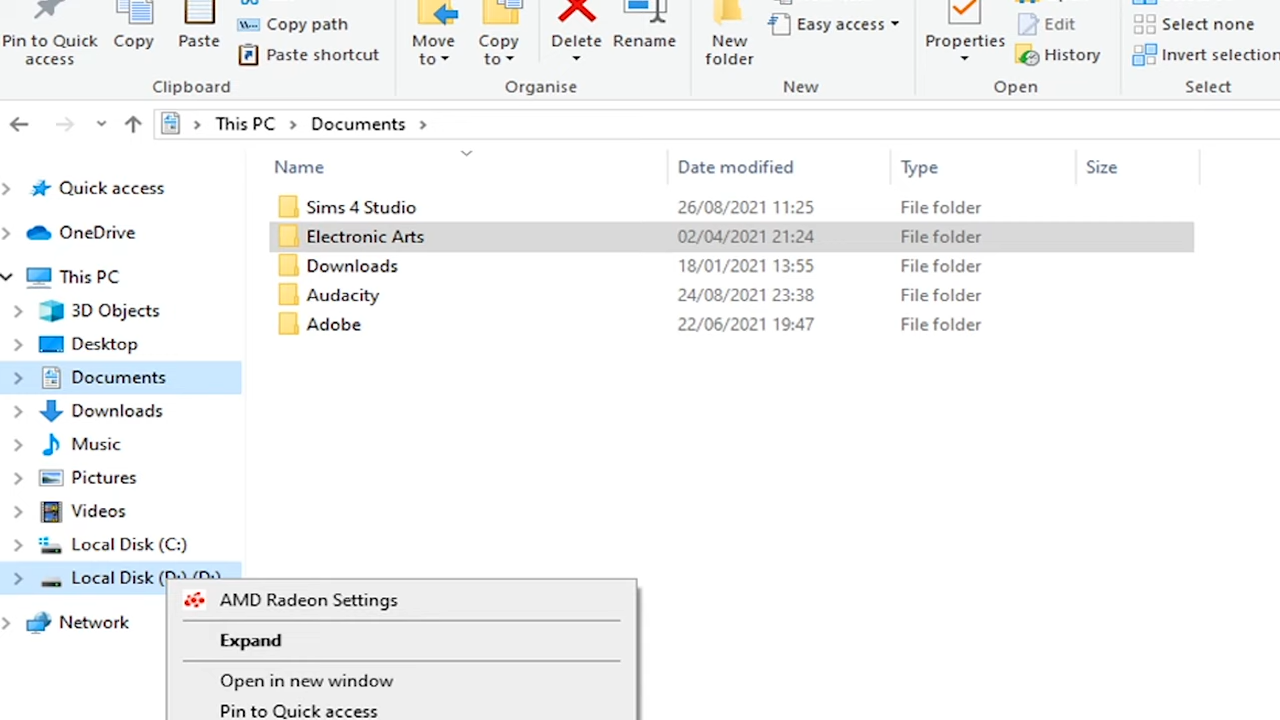 Pin to Quick access
Copy
Paste
Copy path
Paste shortcut
Clipboard
Move to
Copy to
Delete
Rename
Organise
New folder
Easy access
New
Properties
Edit
History
Open
Select none
Invert selection
Select
This PC > Documents >
Name Date modified Type Size
Sims 4 Studio 26/08/2021 11:25 File folder
Electronic Arts 02/04/2021 21:24 File folder
Downloads 18/01/2021 13:55 File folder
Audacity 24/08/2021 23:38 File folder
Adobe 22/06/2021 19:47 File folder
Quick access
OneDrive
This PC
3D Objects
Desktop
Documents
Downloads
Music
Pictures
Videos
Local Disk (C:)
Local Disk (D:) (D:)
Network
AMD Radeon Settings
Expand
Open in new window
Pin to Quick access